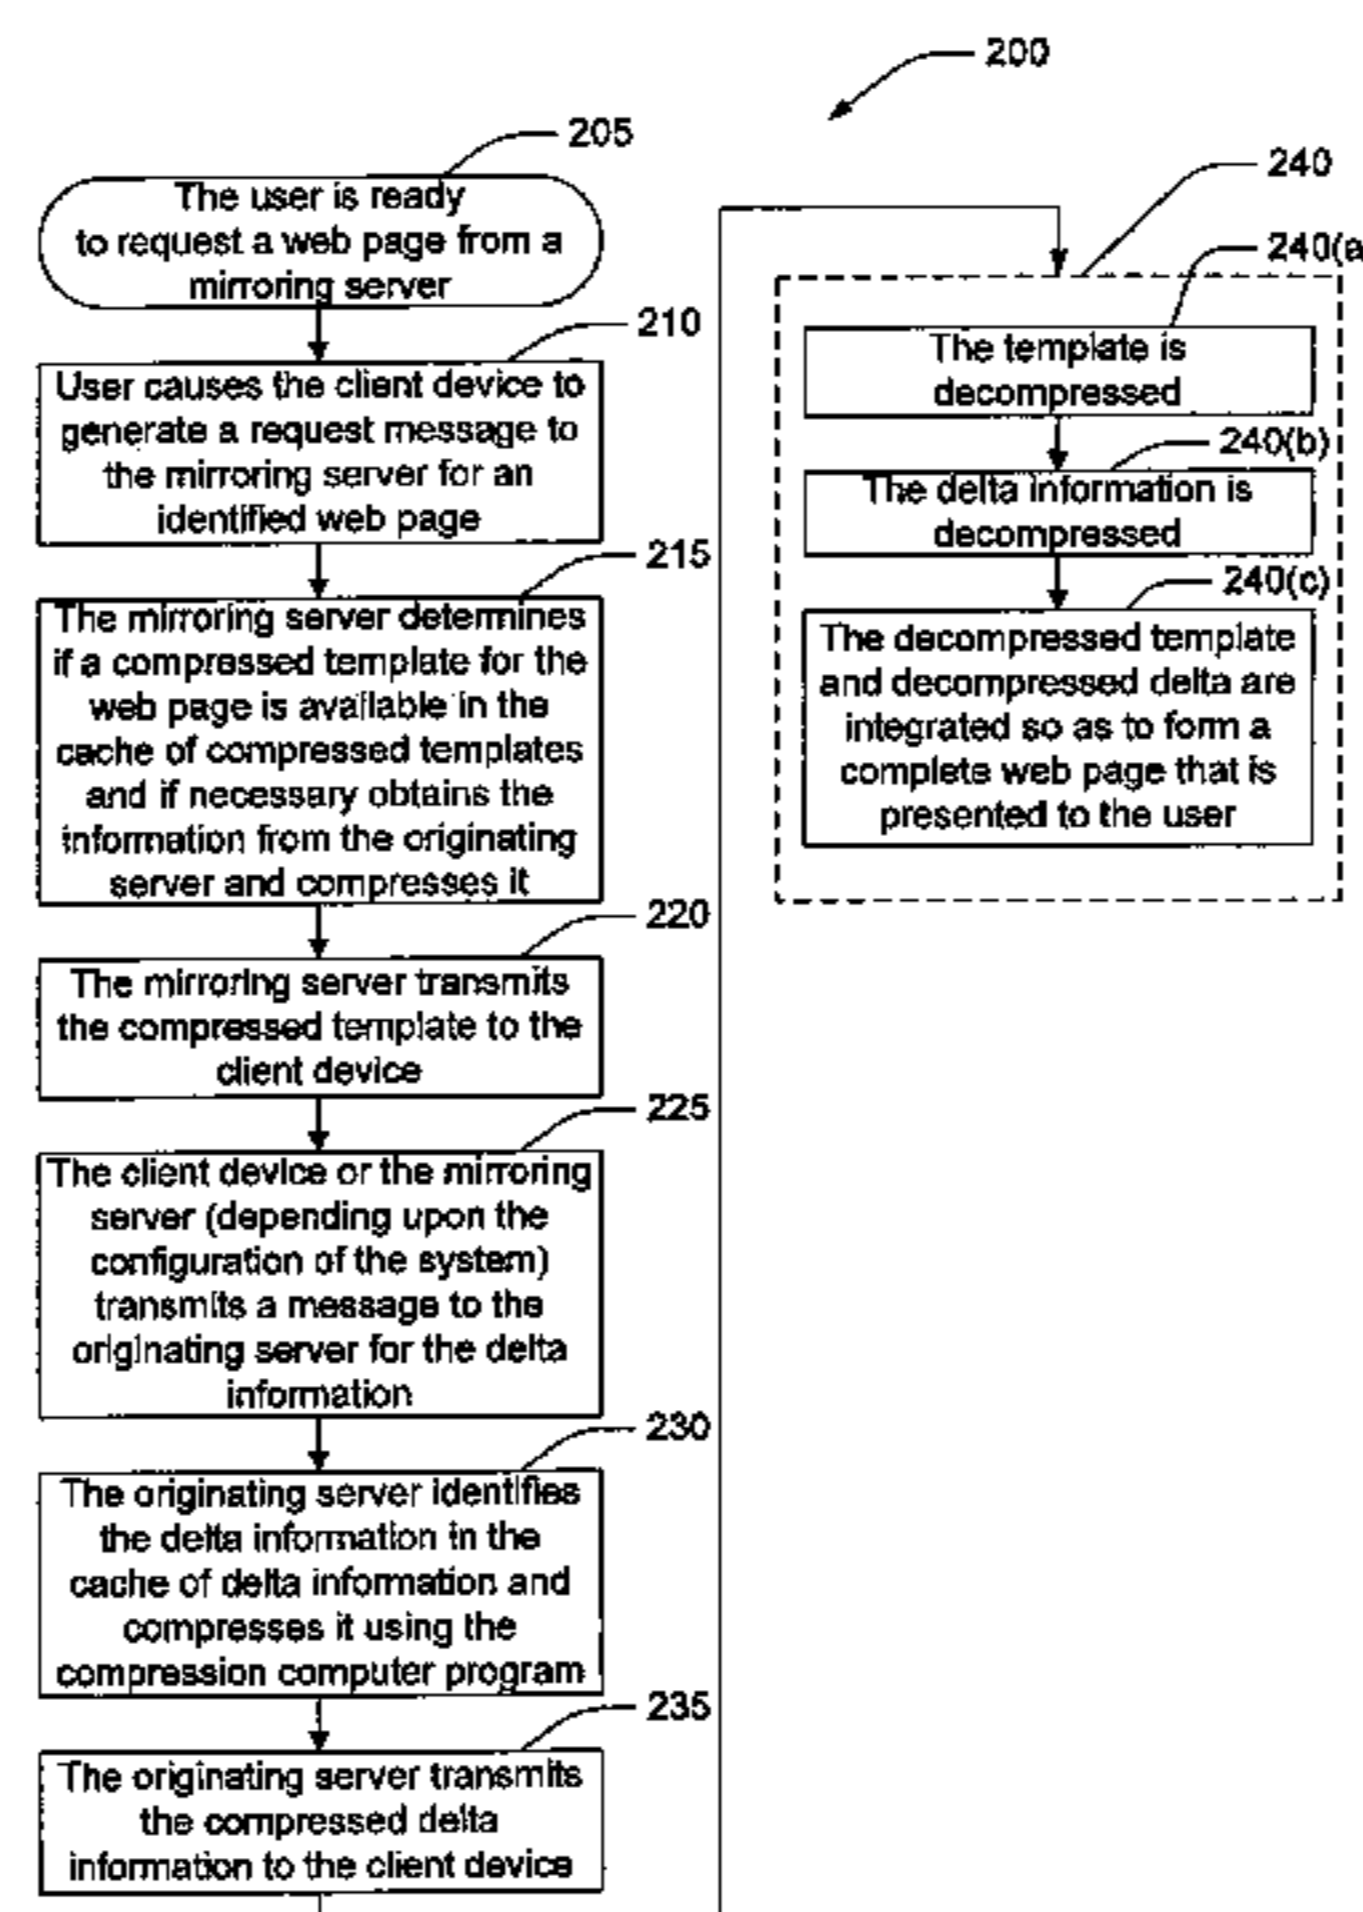 200
205
The user is ready
to request a web page from a
mirroring server
210
User causes the client device to
generate a request message to
the mirroring server for an
identified web page
215
The mirroring server determines
if a compressed template for the
web page is available in the
cache of compressed templates
and if necessary obtains the
information from the originating
server and compresses it
220
The mirroring server transmits
the compressed template to the
client device
225
The client device or the mirroring
server (depending upon the
configuration of the system)
transmits a message to the
originating server for the delta
information
230
The originating server identifies
the delta information in the
cache of delta information and
compresses it using the
compression computer program
235
The originating server transmits
the compressed delta
information to the client device
240
240(a
The template is
decompressed
240(b)
The delta information is
decompressed
240(c)
The decompressed template
and decompressed delta are
integrated so as to form a
complete web page that is
presented to the user